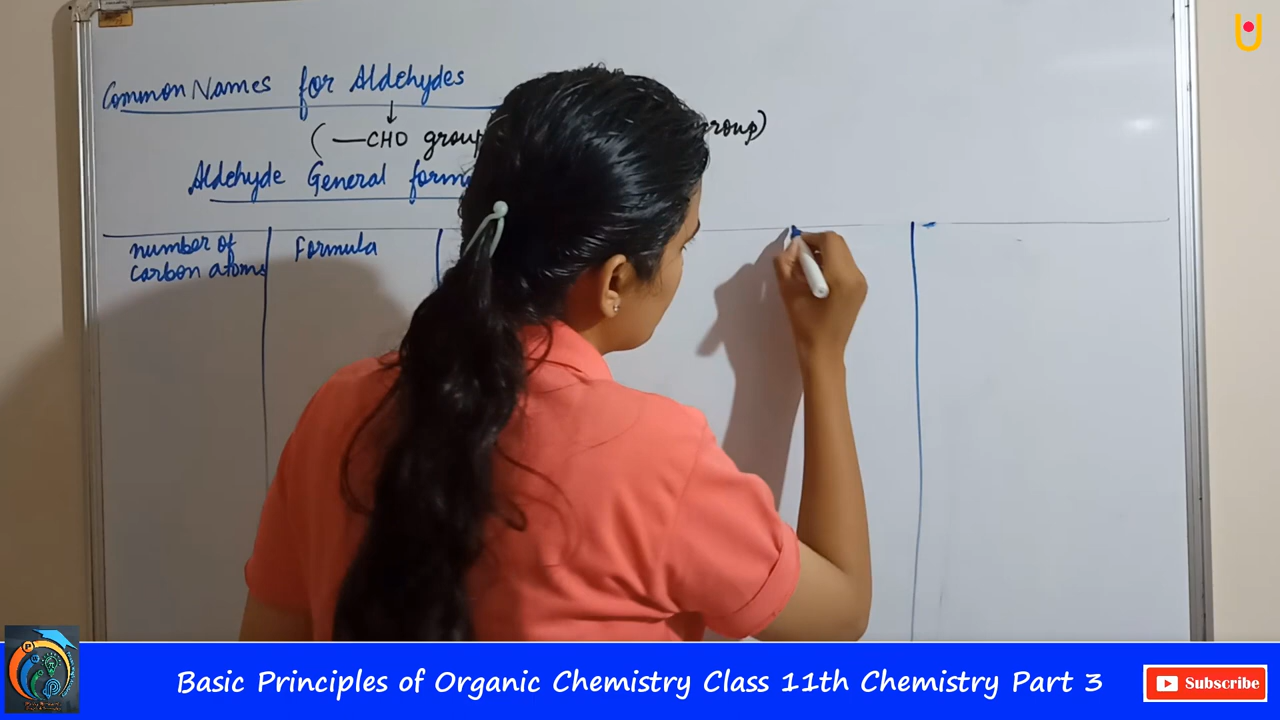 Common Names for Aldehydes
( —CHO group group)
Aldehyde General
number of Formula
carbon atoms
Basic Principles of Organic Chemistry Class 11th Chemistry Part 3
Subscribe